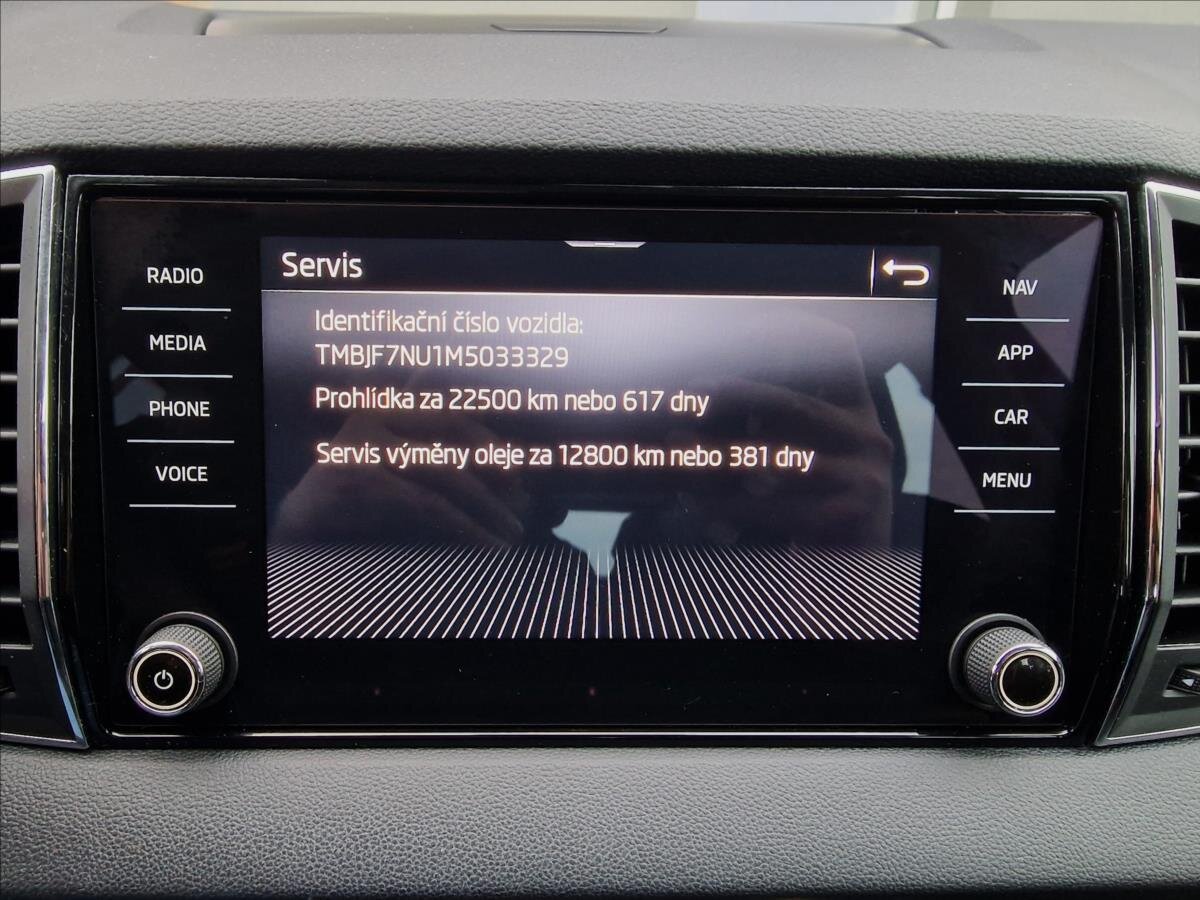 Servis
RADIO
MEDIA
PHONE
VOICE
Identifikační číslo vozidla:
TMBJF7NU1M5033329
Prohlídka za 22500 km nebo 617 dny
Servis výměny oleje za 12800 km nebo 381 dny
NAV
APP
CAR
MENU